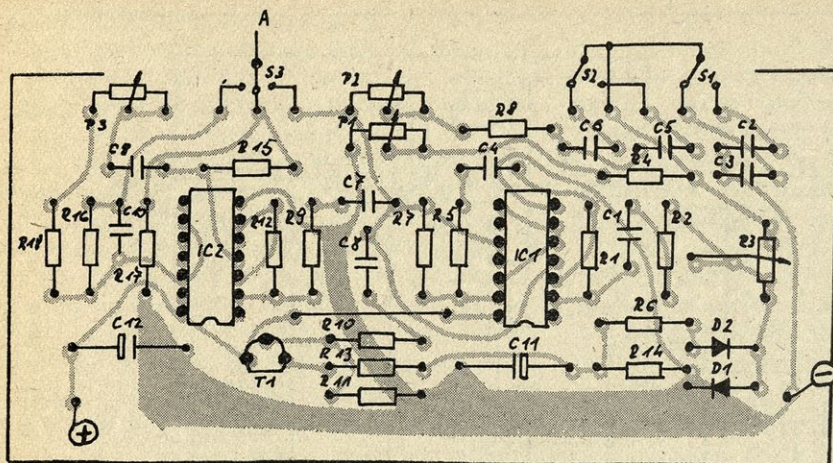 A
S3 P2 S2 S1
P3 P1 R8 C6 C5 C2
C8 R15 C4 R4 C3
R16 C10 R12 R9 C7 R7 R5 C1 R2
R18 R17 IC2 C8 IC1 R1 R3
C12 R10 R6 D2
R13 C11 R14 D1
T1 R11
+ −